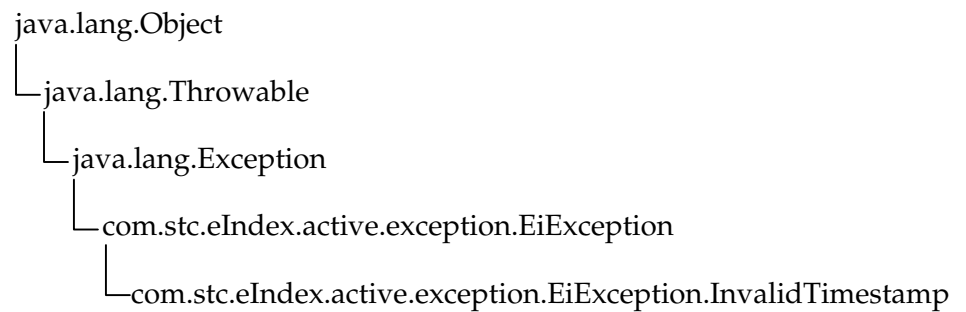 java.lang.Object
java.lang.Throwable
java.lang.Exception
com.stc.eIndex.active.exception.EiException
com.stc.eIndex.active.exception.EiException.InvalidTimestamp